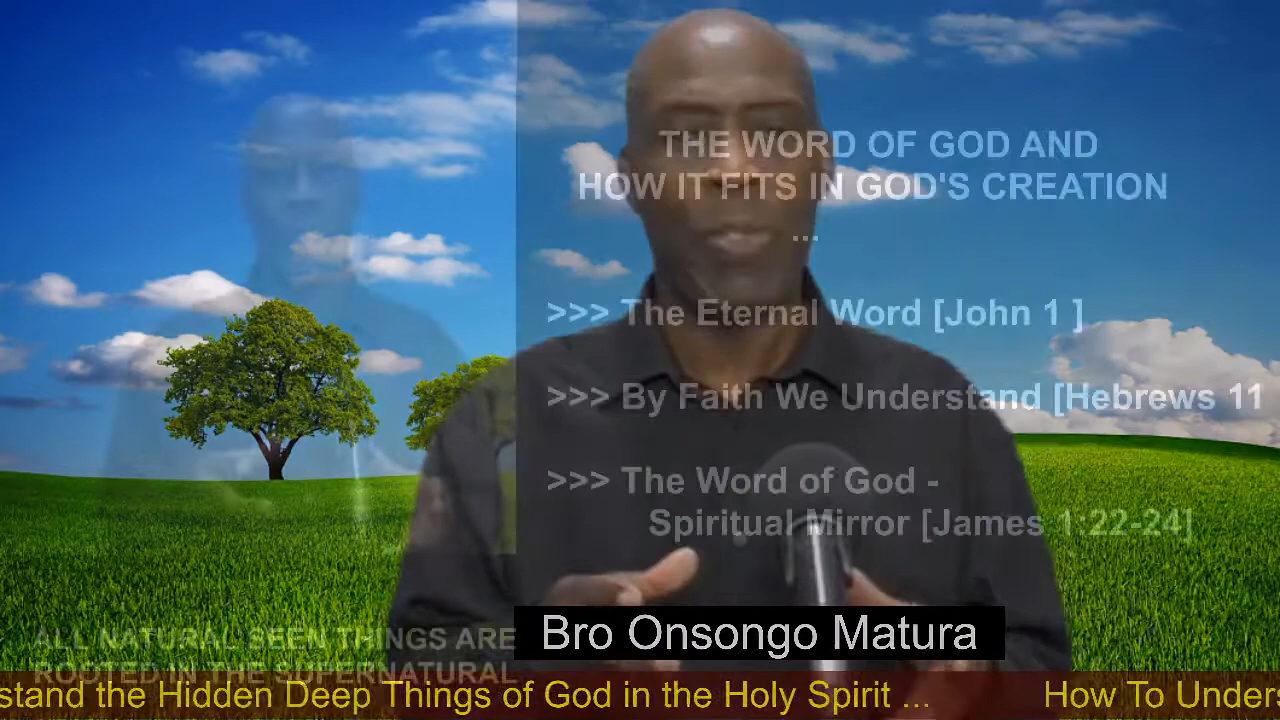 THE WORD OF GOD AND
HOW IT FITS IN GOD'S CREATION
...
>>> The Eternal Word [John 1 ]
>>> By Faith We Understand [Hebrews 11
>>> The Word of God -
Spiritual Mirror [James 1:22-24]
ALL NATURAL SEEN THINGS ARE
ROOTED IN THE SUPERNATURAL
Bro Onsongo Matura
stand the Hidden Deep Things of God in the Holy Spirit ... How To Unders